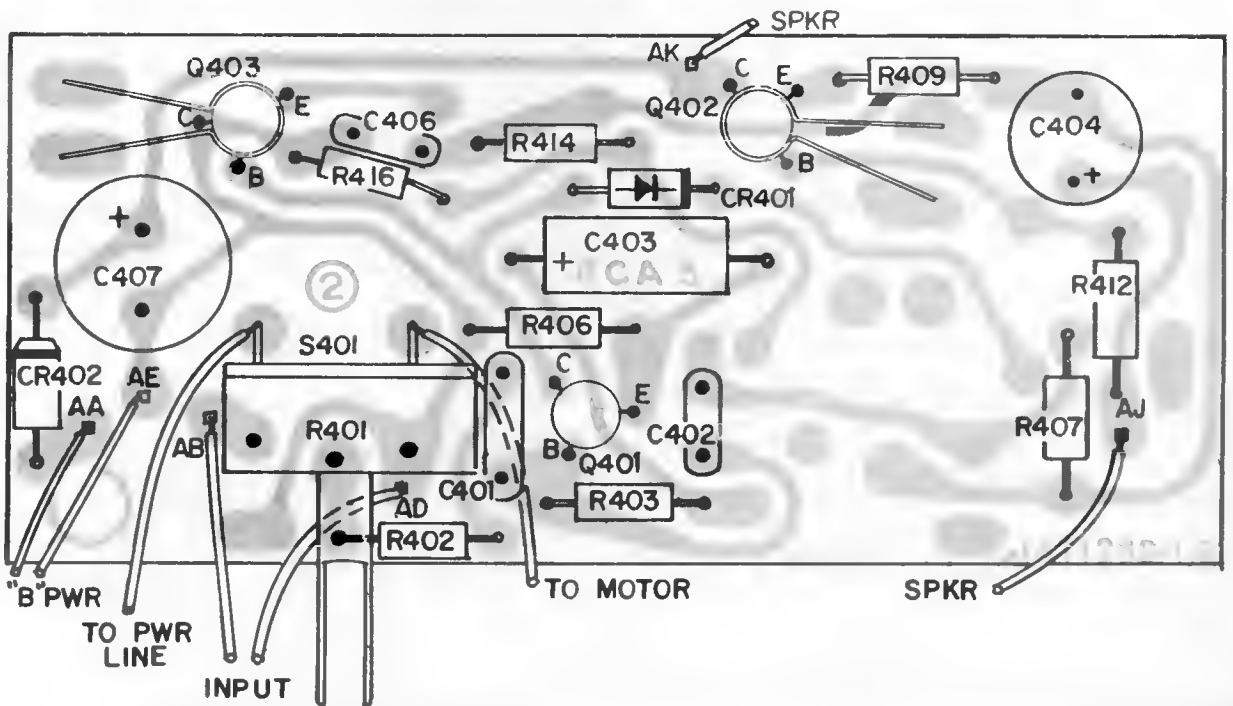 SPKR
AK
Q403
C
E
B
C406
R416
R414
C
E
Q402
B
R409
C404
+
CR401
+
C407
C403
+
CA
2
R406
R412
S401
CR402
AE
AA
AB
R401
C
E
B
Q401
C402
R407
AJ
C401
AD
R403
R402
"B" PWR
TO PWR
LINE
INPUT
TO MOTOR
SPKR